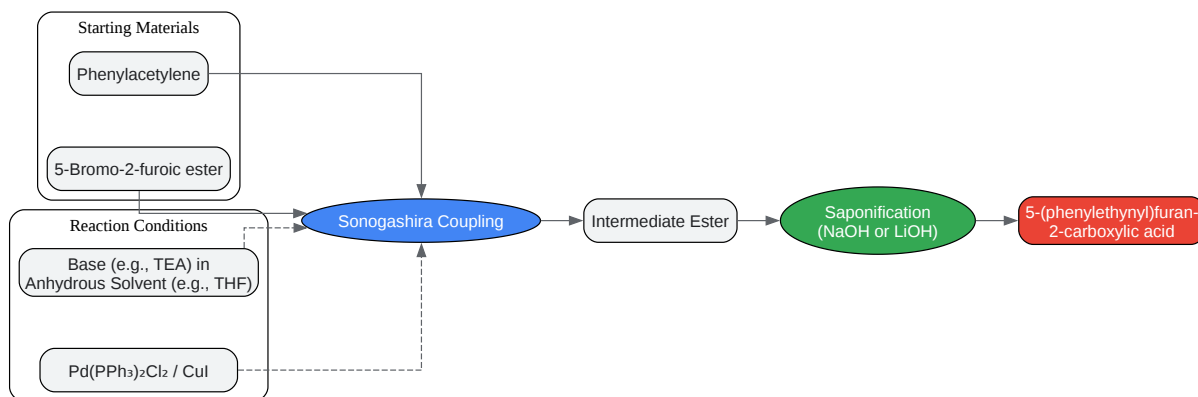 Starting Materials
Phenylacetylene
5-Bromo-2-furoic ester
Reaction Conditions
Base (e.g., TEA) in
Anhydrous Solvent (e.g., THF)
Pd(PPh₃)₂Cl₂ / CuI
Sonogashira Coupling
Intermediate Ester
Saponification
(NaOH or LiOH)
5-(phenylethynyl)furan-
2-carboxylic acid